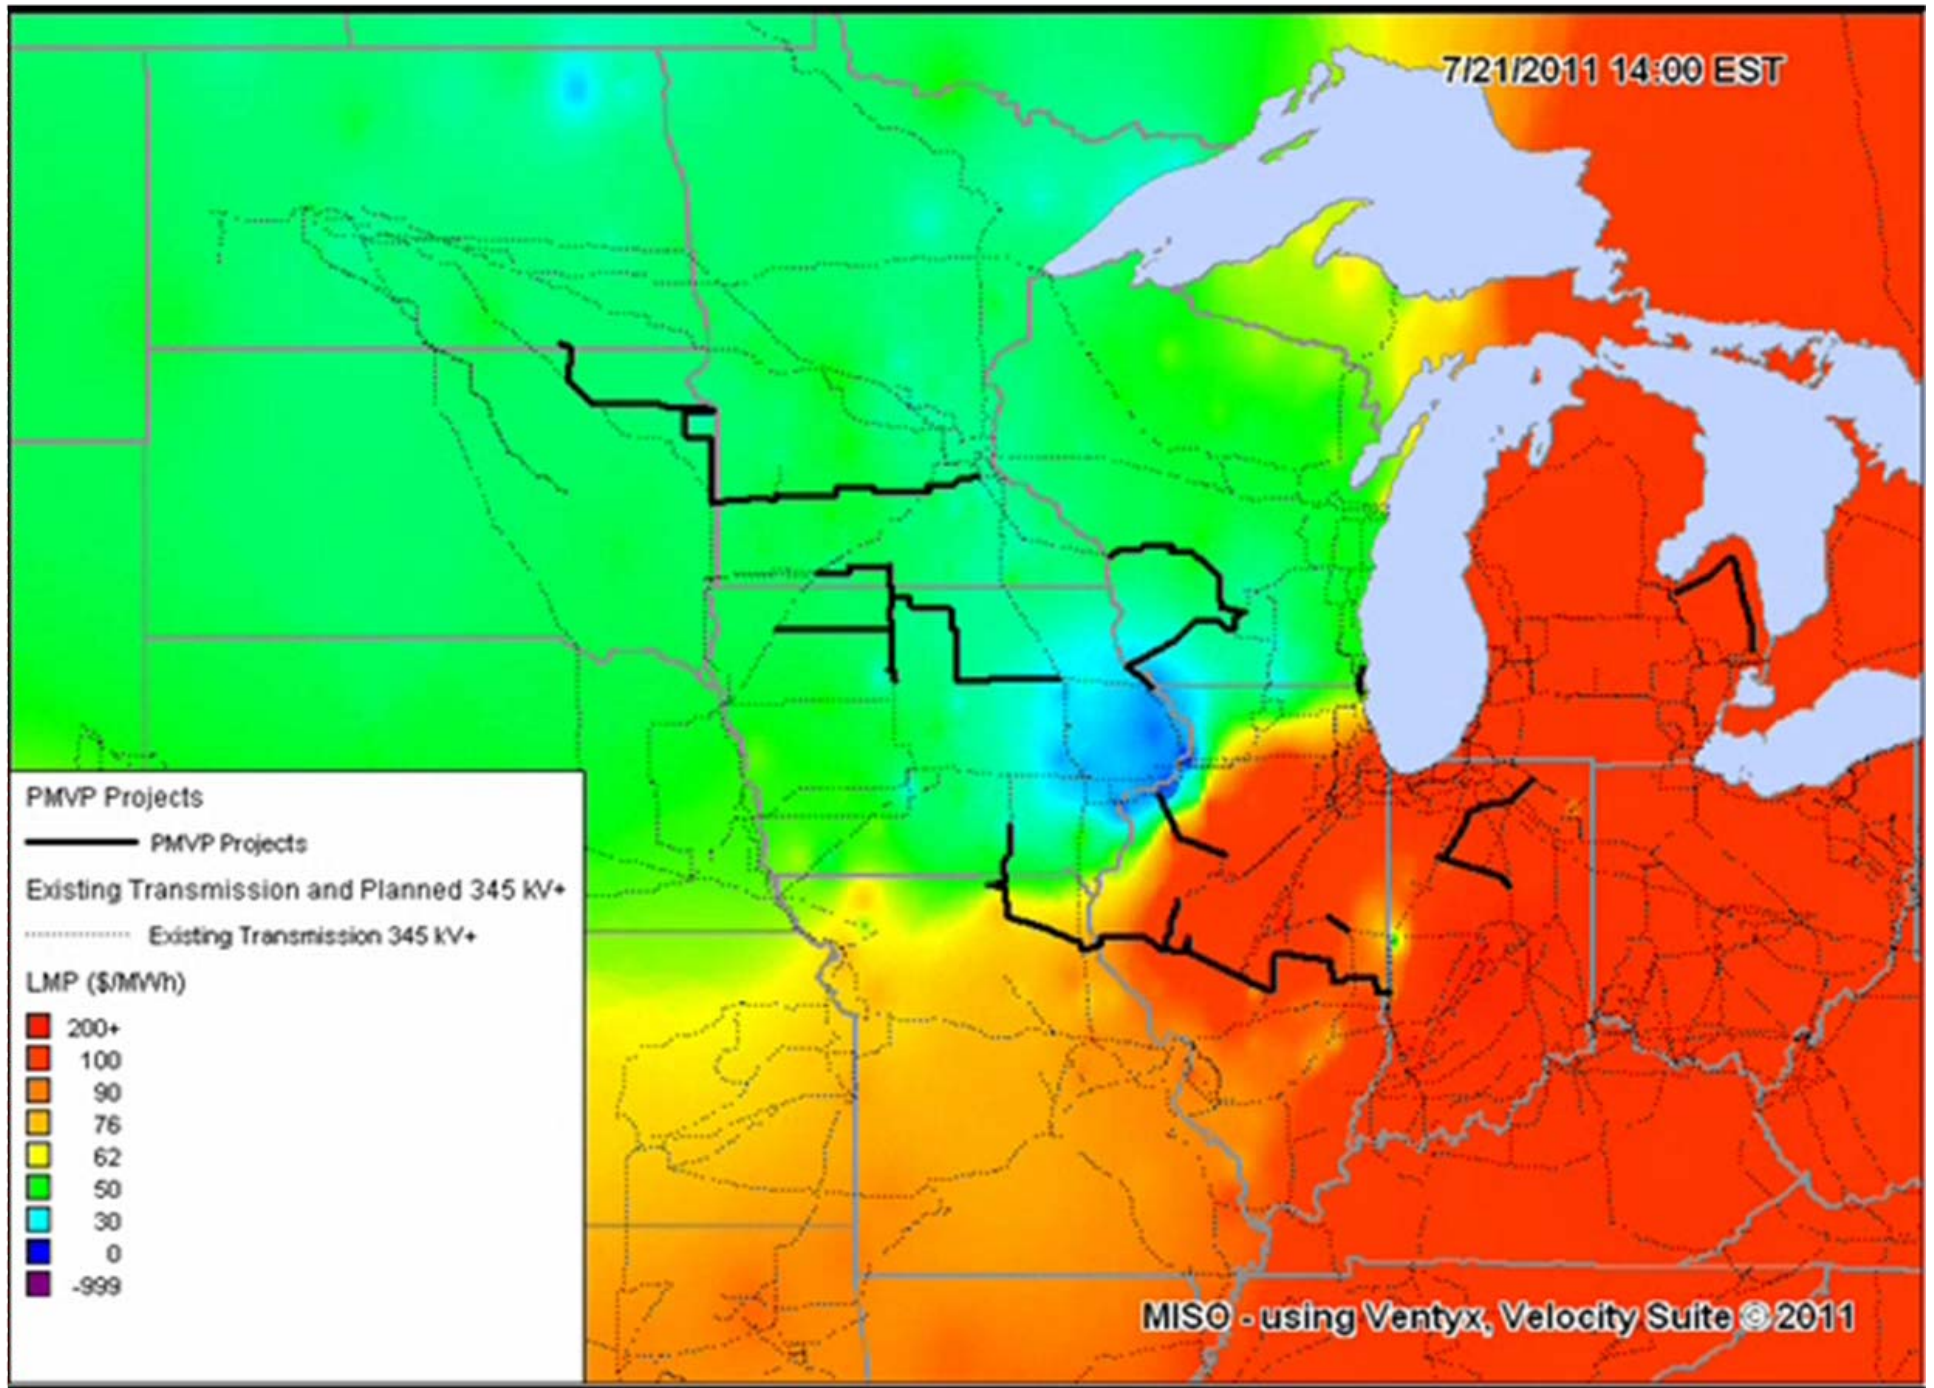 7/21/2011 14:00 EST
PMVP Projects
PMVP Projects
Existing Transmission and Planned 345 kV+
Existing Transmission 345 kV+
LMP ($/MWh)
200+
100
90
76
62
50
30
0
-999
MISO - using Ventyx, Velocity Suite © 2011